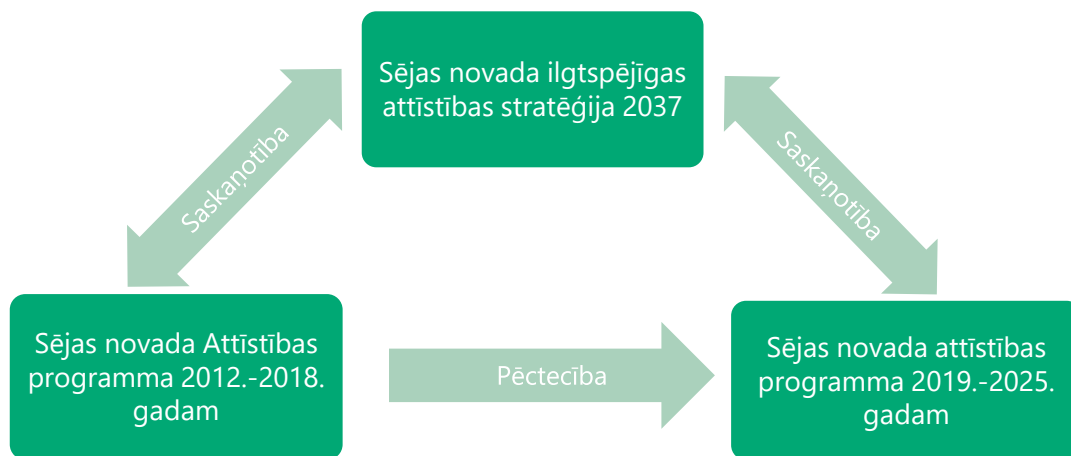 Sējas novada ilgtspējīgas
attīstības stratēģija 2037
Saskaņotība
Saskaņotība
Sējas novada Attīstības
programma 2012.-2018.
gadam
Pēctecība
Sējas novada attīstības
programma 2019.-2025.
gadam